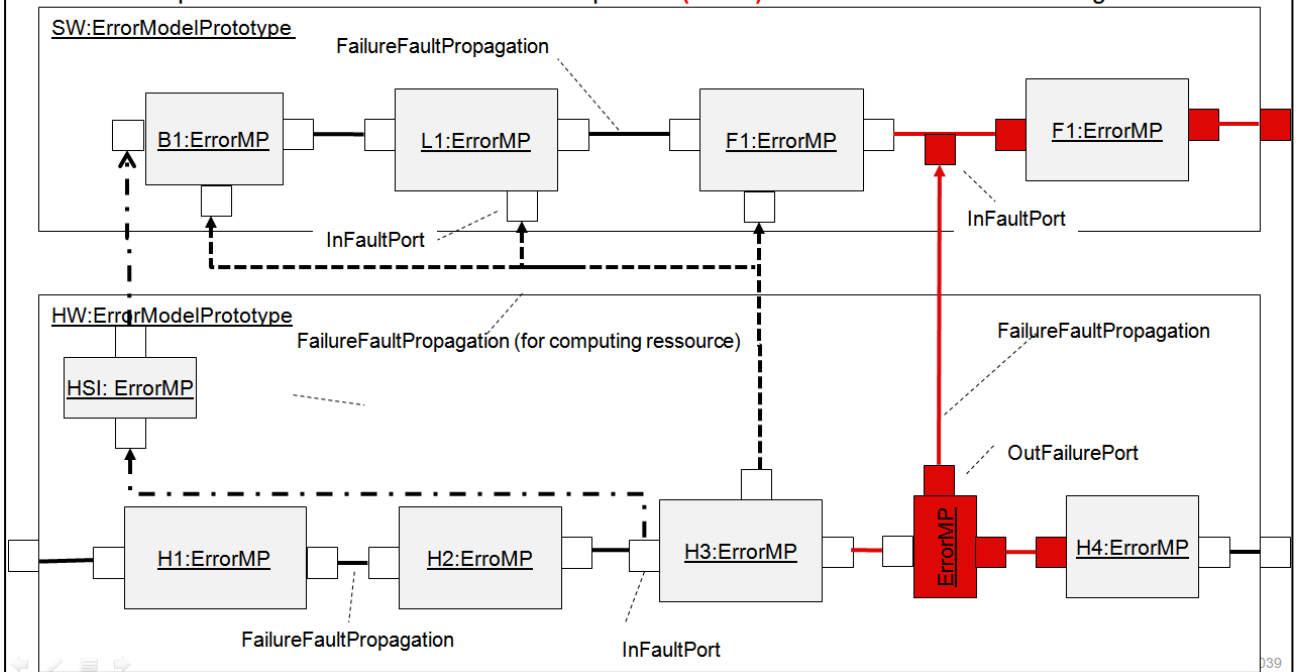 SW:ErrorModelPrototype
FailureFaultPropagation
B1:ErrorMP
L1:ErrorMP
F1:ErrorMP
F1:ErrorMP
InFaultPort
InFaultPort
HW:ErrorModelPrototype
FailureFaultPropagation (for computing ressource)
FailureFaultPropagation
HSI: ErrorMP
OutFailurePort
H1:ErrorMP
H2:ErroMP
H3:ErrorMP
ErrorMP
H4:ErrorMP
FailureFaultPropagation
InFaultPort
039